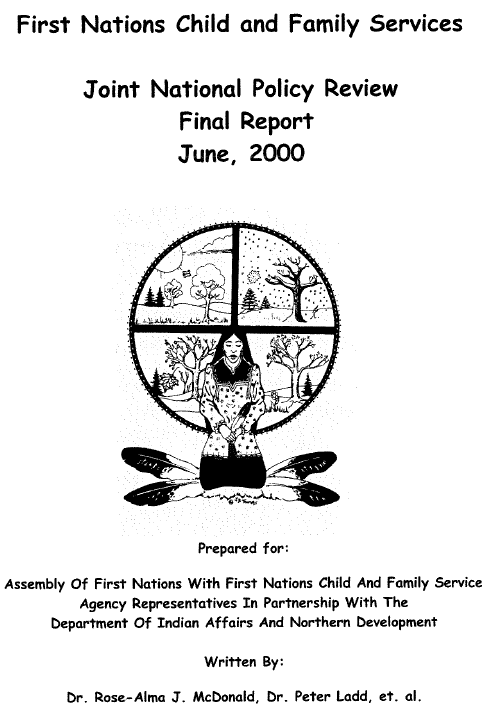 First Nations Child and Family Services
Joint National Policy Review
Final Report
June, 2000
Prepared for:
Assembly Of First Nations With First Nations Child And Family Service
Agency Representatives In Partnership With The
Department Of Indian Affairs And Northern Development
Written By:
Dr. Rose-Alma J. McDonald, Dr. Peter Ladd, et. al.